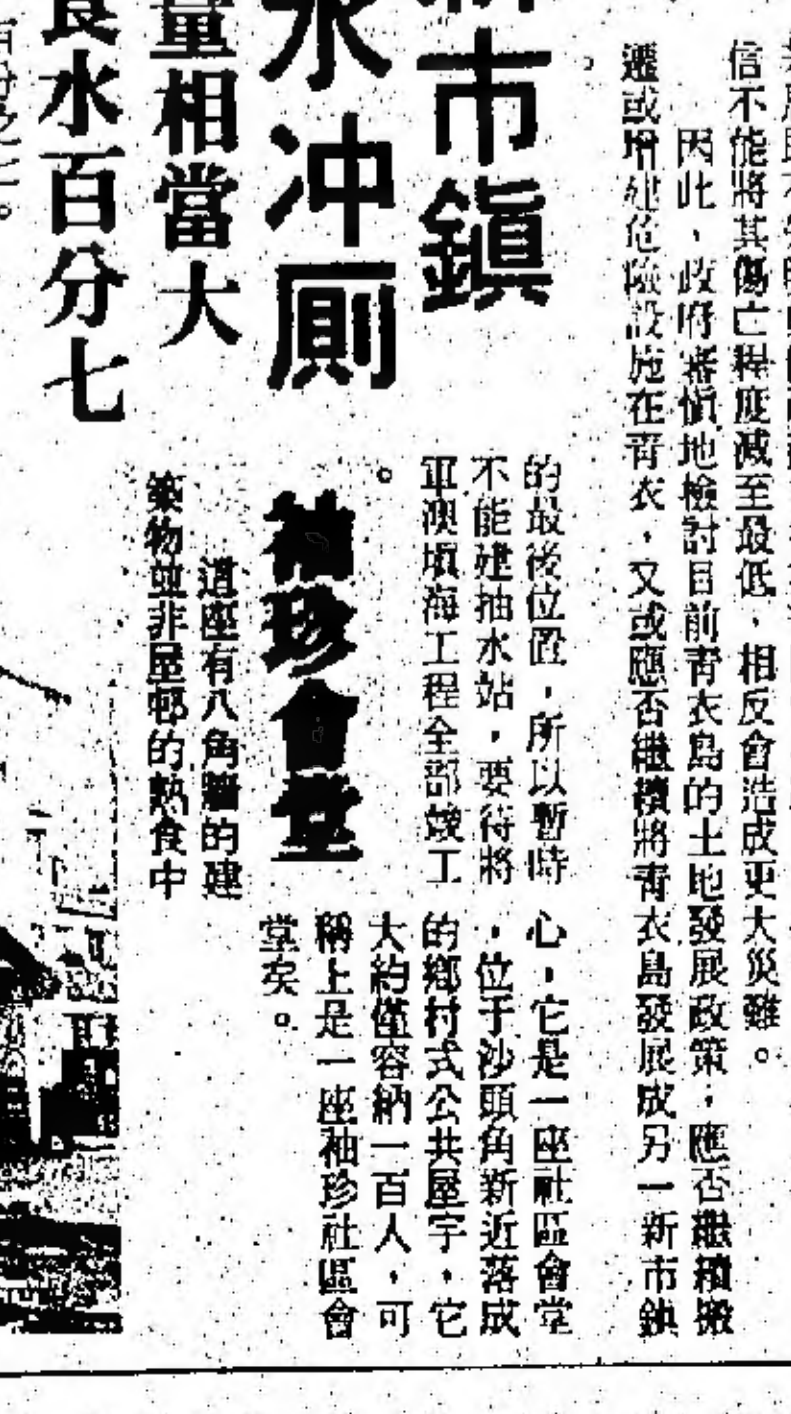 信不能將其傷亡程度減至最低，相反會造成更大災難。
因此，政府審慎地檢討目前青衣島的土地發展政策，應否繼續搬
遷或增建危險設施在青衣，又或應否繼續將青衣島發展成另一新市鎮
。
市鎮
水冲厠
量相當大
食水百分七
的最後位置，所以暫時
不能建抽水站，要待將
軍澳填海工程全部竣工
。
袖珍會堂
這座有八角牆的建
築物並非屋邨的熟食中
心，它是一座社區會堂
，位于沙頭角新近落成
的鄉村式公共屋宇，它
大約僅容納一百人，可
稱上是一座袖珍社區會
堂矣。